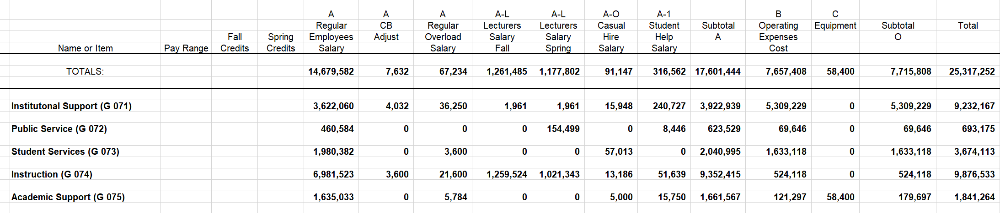 A A A A-L A-L A-O A-1 B C
Regular CB Regular Lecturers Lecturers Casual Student Subtotal Operating Equipment Subtotal Total
Fall Spring Employees Adjust Overload Salary Salary Hire Help A Expenses O
Name or Item Pay Range Credits Credits Salary Salary Fall Spring Salary Salary Cost
TOTALS: 14,679,582 7,632 67,234 1,261,485 1,177,802 91,147 316,562 17,601,444 7,657,408 58,400 7,715,808 25,317,252
Institutonal Support (G 071) 3,622,060 4,032 36,250 1,961 1,961 15,948 240,727 3,922,939 5,309,229 0 5,309,229 9,232,167
Public Service (G 072) 460,584 0 0 0 154,499 0 8,446 623,529 69,646 0 69,646 693,175
Student Services (G 073) 1,980,382 0 3,600 0 0 57,013 0 2,040,995 1,633,118 0 1,633,118 3,674,113
Instruction (G 074) 6,981,523 3,600 21,600 1,259,524 1,021,343 13,186 51,639 9,352,415 524,118 0 524,118 9,876,533
Academic Support (G 075) 1,635,033 0 5,784 0 0 5,000 15,750 1,661,567 121,297 58,400 179,697 1,841,264